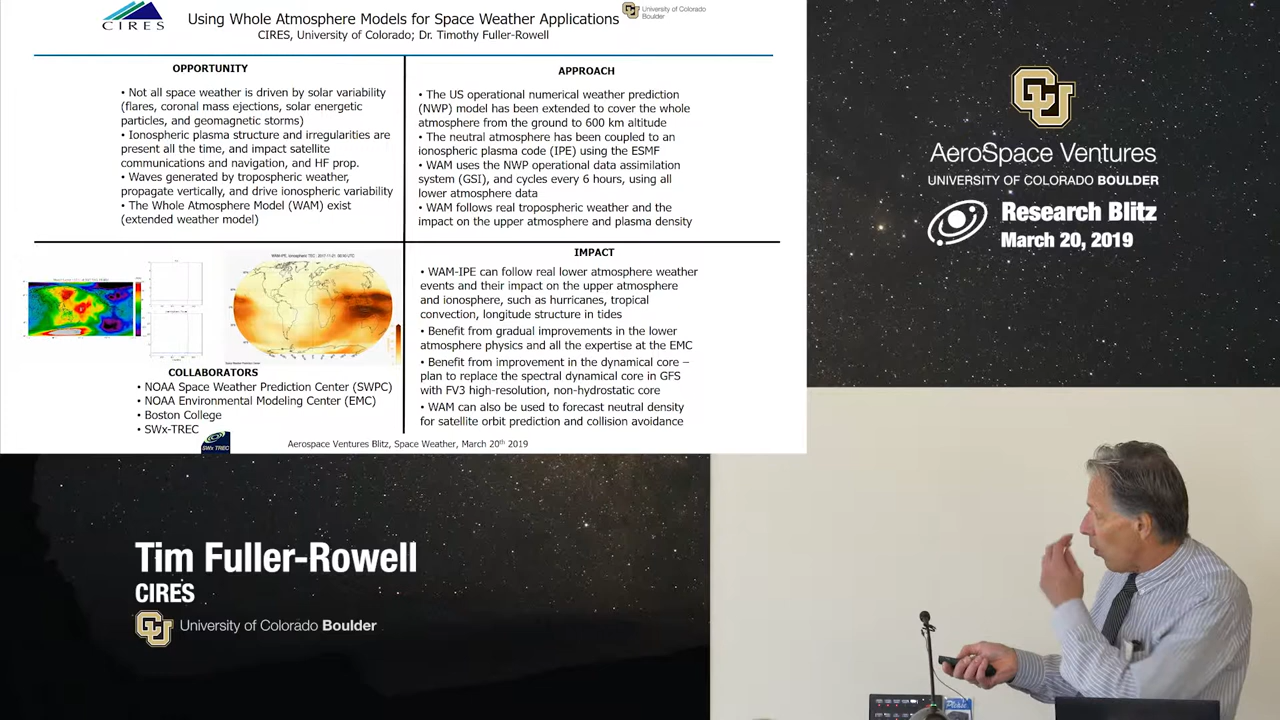 CIRES
Using Whole Atmosphere Models for Space Weather Applications
University of Colorado
Boulder
CIRES, University of Colorado; Dr. Timothy Fuller-Rowell
OPPORTUNITY
• Not all space weather is driven by solar variability
(flares, coronal mass ejections, solar energetic
particles, and geomagnetic storms)
• Ionospheric plasma structure and irregularities are
present all the time, and impact satellite
communications and navigation, and HF prop.
• Waves generated by tropospheric weather,
propagate vertically, and drive ionospheric variability
• The Whole Atmosphere Model (WAM) exist
(extended weather model)
APPROACH
• The US operational numerical weather prediction
(NWP) model has been extended to cover the whole
atmosphere from the ground to 600 km altitude
• The neutral atmosphere has been coupled to an
ionospheric plasma code (IPE) using the ESMF
• WAM uses the NWP operational data assimilation
system (GSI), and cycles every 6 hours, using all
lower atmosphere data
• WAM follows real tropospheric weather and the
impact on the upper atmosphere and plasma density
COLLABORATORS
• NOAA Space Weather Prediction Center (SWPC)
• NOAA Environmental Modeling Center (EMC)
• Boston College
• SWx-TREC
SWx TREC
IMPACT
• WAM-IPE can follow real lower atmosphere weather
events and their impact on the upper atmosphere
and ionosphere, such as hurricanes, tropical
convection, longitude structure in tides
• Benefit from gradual improvements in the lower
atmosphere physics and all the expertise at the EMC
• Benefit from improvement in the dynamical core –
plan to replace the spectral dynamical core in GFS
with FV3 high-resolution, non-hydrostatic core
• WAM can also be used to forecast neutral density
for satellite orbit prediction and collision avoidance
Aerospace Ventures Blitz, Space Weather, March 20th 2019
CU
AeroSpace Ventures
UNIVERSITY OF COLORADO BOULDER
Research Blitz
March 20, 2019
Tim Fuller-Rowell
CIRES
CU
University of Colorado Boulder
Please